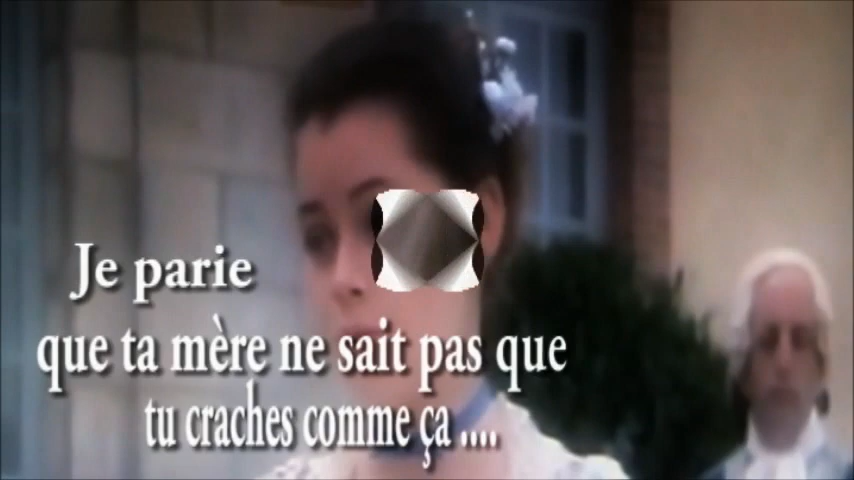 Je parie
que ta mère ne sait pas que
tu craches comme ça ....